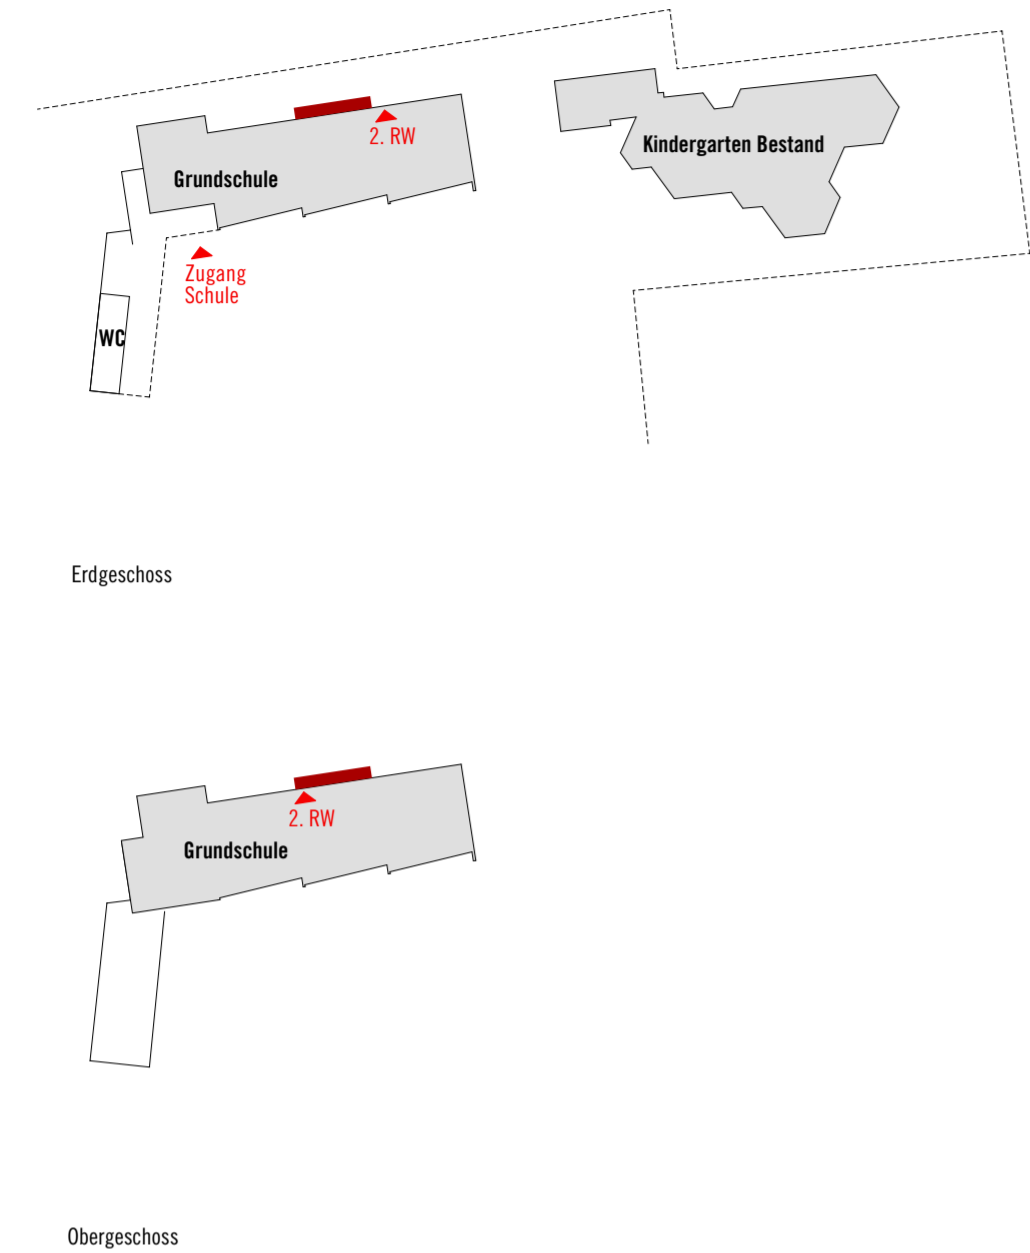 2. RW
Kindergarten Bestand
Grundschule
Zugang
Schule
WC
Erdgeschoss
2. RW
Grundschule
Obergeschoss